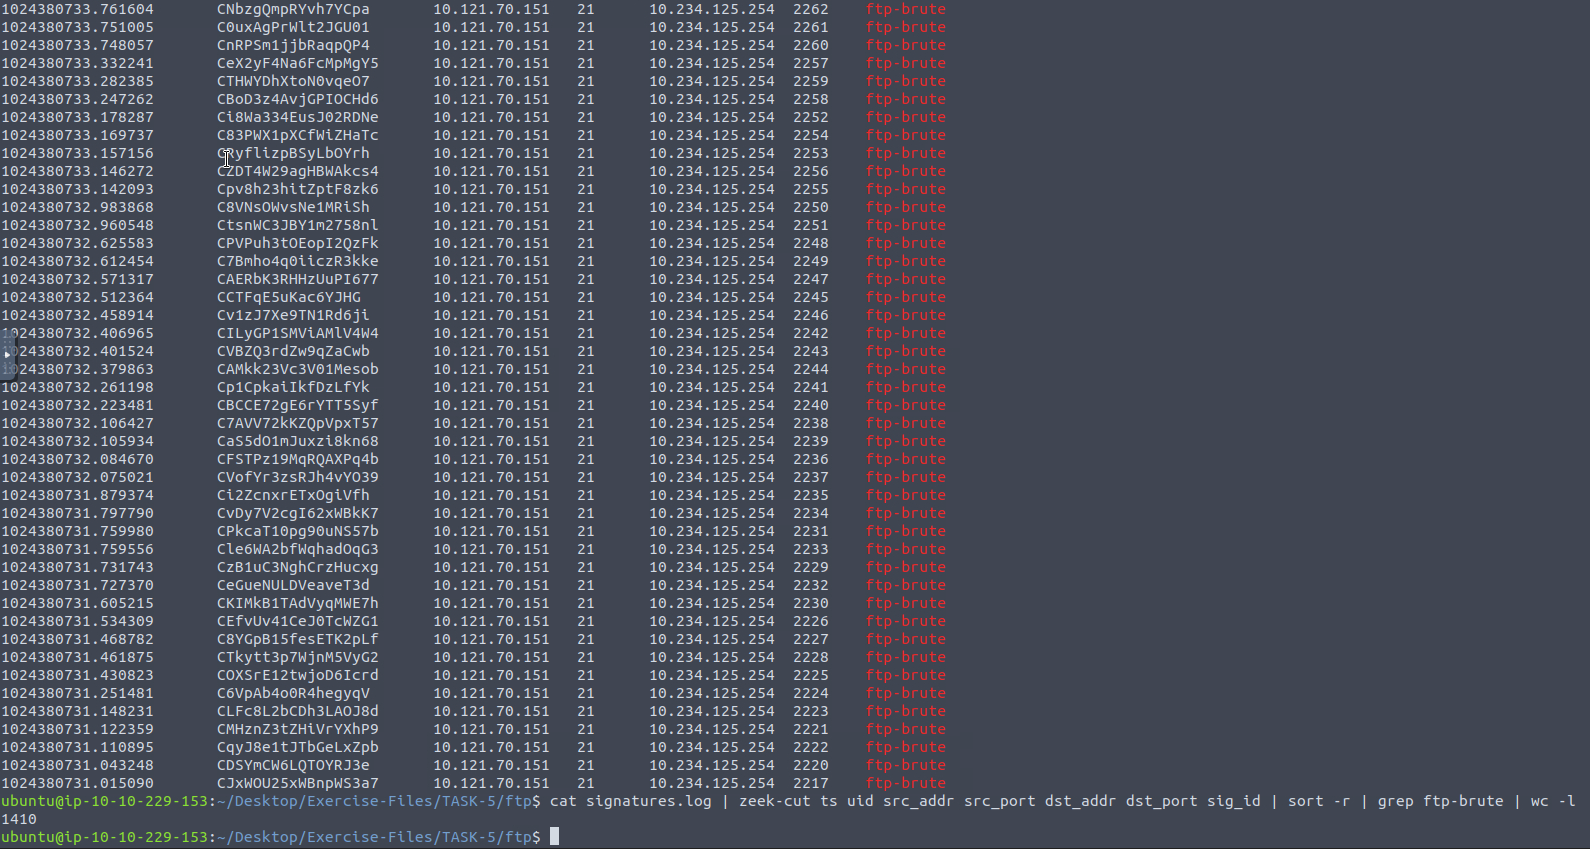 1024380733.761604 CNbzgQmpRYvh7YCpa 10.121.70.151 21 10.234.125.254 2262 ftp-brute
1024380733.751005 C0uxAgPrWlt2JGU01 10.121.70.151 21 10.234.125.254 2261 ftp-brute
1024380733.748057 CnRPSm1jjbRaqpQP4 10.121.70.151 21 10.234.125.254 2260 ftp-brute
1024380733.332241 CeX2yF4Na6FcMpMgY5 10.121.70.151 21 10.234.125.254 2257 ftp-brute
1024380733.282385 CTHWYDhXtoN0vqeO7 10.121.70.151 21 10.234.125.254 2259 ftp-brute
1024380733.247262 CBoD3z4AvjGPIOCHd6 10.121.70.151 21 10.234.125.254 2258 ftp-brute
1024380733.178287 Ci8Wa334EusJ02RDNe 10.121.70.151 21 10.234.125.254 2252 ftp-brute
1024380733.169737 C83PWX1pXCfWiZHaTc 10.121.70.151 21 10.234.125.254 2254 ftp-brute
1024380733.157156 CRyflizpBSyLbOYrh 10.121.70.151 21 10.234.125.254 2253 ftp-brute
1024380733.146272 CZDT4W29agHBWAkcs4 10.121.70.151 21 10.234.125.254 2256 ftp-brute
1024380733.142093 Cpv8h23hitZptF8zk6 10.121.70.151 21 10.234.125.254 2255 ftp-brute
1024380732.983868 C8VNsOWvsNe1MRiSh 10.121.70.151 21 10.234.125.254 2250 ftp-brute
1024380732.960548 CtsnWC3JBY1m2758nl 10.121.70.151 21 10.234.125.254 2251 ftp-brute
1024380732.625583 CPVPuh3tOEopI2QzFk 10.121.70.151 21 10.234.125.254 2248 ftp-brute
1024380732.612454 C7Bmho4q0iiczR3kke 10.121.70.151 21 10.234.125.254 2249 ftp-brute
1024380732.571317 CAERbK3RHHzUuPI677 10.121.70.151 21 10.234.125.254 2247 ftp-brute
1024380732.512364 CCTFqE5uKac6YJHG 10.121.70.151 21 10.234.125.254 2245 ftp-brute
1024380732.458914 Cv1zJ7Xe9TN1Rd6ji 10.121.70.151 21 10.234.125.254 2246 ftp-brute
1024380732.406965 CILyGP1SMViAMlV4W4 10.121.70.151 21 10.234.125.254 2242 ftp-brute
24380732.401524 CVBZQ3rdZw9qZaCwb 10.121.70.151 21 10.234.125.254 2243 ftp-brute
1024380732.379863 CAMkk23Vc3V01Mesob 10.121.70.151 21 10.234.125.254 2244 ftp-brute
1024380732.261198 Cp1CpkaiIkfDzLfYk 10.121.70.151 21 10.234.125.254 2241 ftp-brute
1024380732.223481 CBCCE72gE6rYTT5Syf 10.121.70.151 21 10.234.125.254 2240 ftp-brute
1024380732.106427 C7AVV72kKZQpVpxT57 10.121.70.151 21 10.234.125.254 2238 ftp-brute
1024380732.105934 CaS5dO1mJuxzi8kn68 10.121.70.151 21 10.234.125.254 2239 ftp-brute
1024380732.084670 CFSTPz19MqRQAXPq4b 10.121.70.151 21 10.234.125.254 2236 ftp-brute
1024380732.075021 CVofYr3zsRJh4vYO39 10.121.70.151 21 10.234.125.254 2237 ftp-brute
1024380731.879374 Ci2ZcnxrETxOgiVfh 10.121.70.151 21 10.234.125.254 2235 ftp-brute
1024380731.797790 CvDy7V2cgI62xWBkK7 10.121.70.151 21 10.234.125.254 2234 ftp-brute
1024380731.759980 CPkcaT10pg90uNS57b 10.121.70.151 21 10.234.125.254 2231 ftp-brute
1024380731.759556 Cle6WA2bfWqhadOqG3 10.121.70.151 21 10.234.125.254 2233 ftp-brute
1024380731.731743 CzB1uC3NghCrzHucxg 10.121.70.151 21 10.234.125.254 2229 ftp-brute
1024380731.727370 CeGueNULDVeaveT3d 10.121.70.151 21 10.234.125.254 2232 ftp-brute
1024380731.605215 CKIMkB1TAdVyqMWE7h 10.121.70.151 21 10.234.125.254 2230 ftp-brute
1024380731.534309 CEfvUv41CeJ0TcWZG1 10.121.70.151 21 10.234.125.254 2226 ftp-brute
1024380731.468782 C8YGpB15fesETK2pLf 10.121.70.151 21 10.234.125.254 2227 ftp-brute
1024380731.461875 CTkytt3p7WjnM5VyG2 10.121.70.151 21 10.234.125.254 2228 ftp-brute
1024380731.430823 COXSrE12twjoD6Icrd 10.121.70.151 21 10.234.125.254 2225 ftp-brute
1024380731.251481 C6VpAb4o0R4hegyqV 10.121.70.151 21 10.234.125.254 2224 ftp-brute
1024380731.148231 CLFc8L2bCDh3LAOJ8d 10.121.70.151 21 10.234.125.254 2223 ftp-brute
1024380731.122359 CMHznZ3tZHiVrYXhP9 10.121.70.151 21 10.234.125.254 2221 ftp-brute
1024380731.110895 CqyJ8e1tJTbGeLxZpb 10.121.70.151 21 10.234.125.254 2222 ftp-brute
1024380731.043248 CDSYmCW6LQTOYRJ3e 10.121.70.151 21 10.234.125.254 2220 ftp-brute
1024380731.015090 CJxWOU25xWBnpWS3a7 10.121.70.151 21 10.234.125.254 2217 ftp-brute
ubuntu@ip-10-10-229-153:~/Desktop/Exercise-Files/TASK-5/ftp$ cat signatures.log | zeek-cut ts uid src_addr src_port dst_addr dst_port sig_id | sort -r | grep ftp-brute | wc -l
1410
ubuntu@ip-10-10-229-153:~/Desktop/Exercise-Files/TASK-5/ftp$